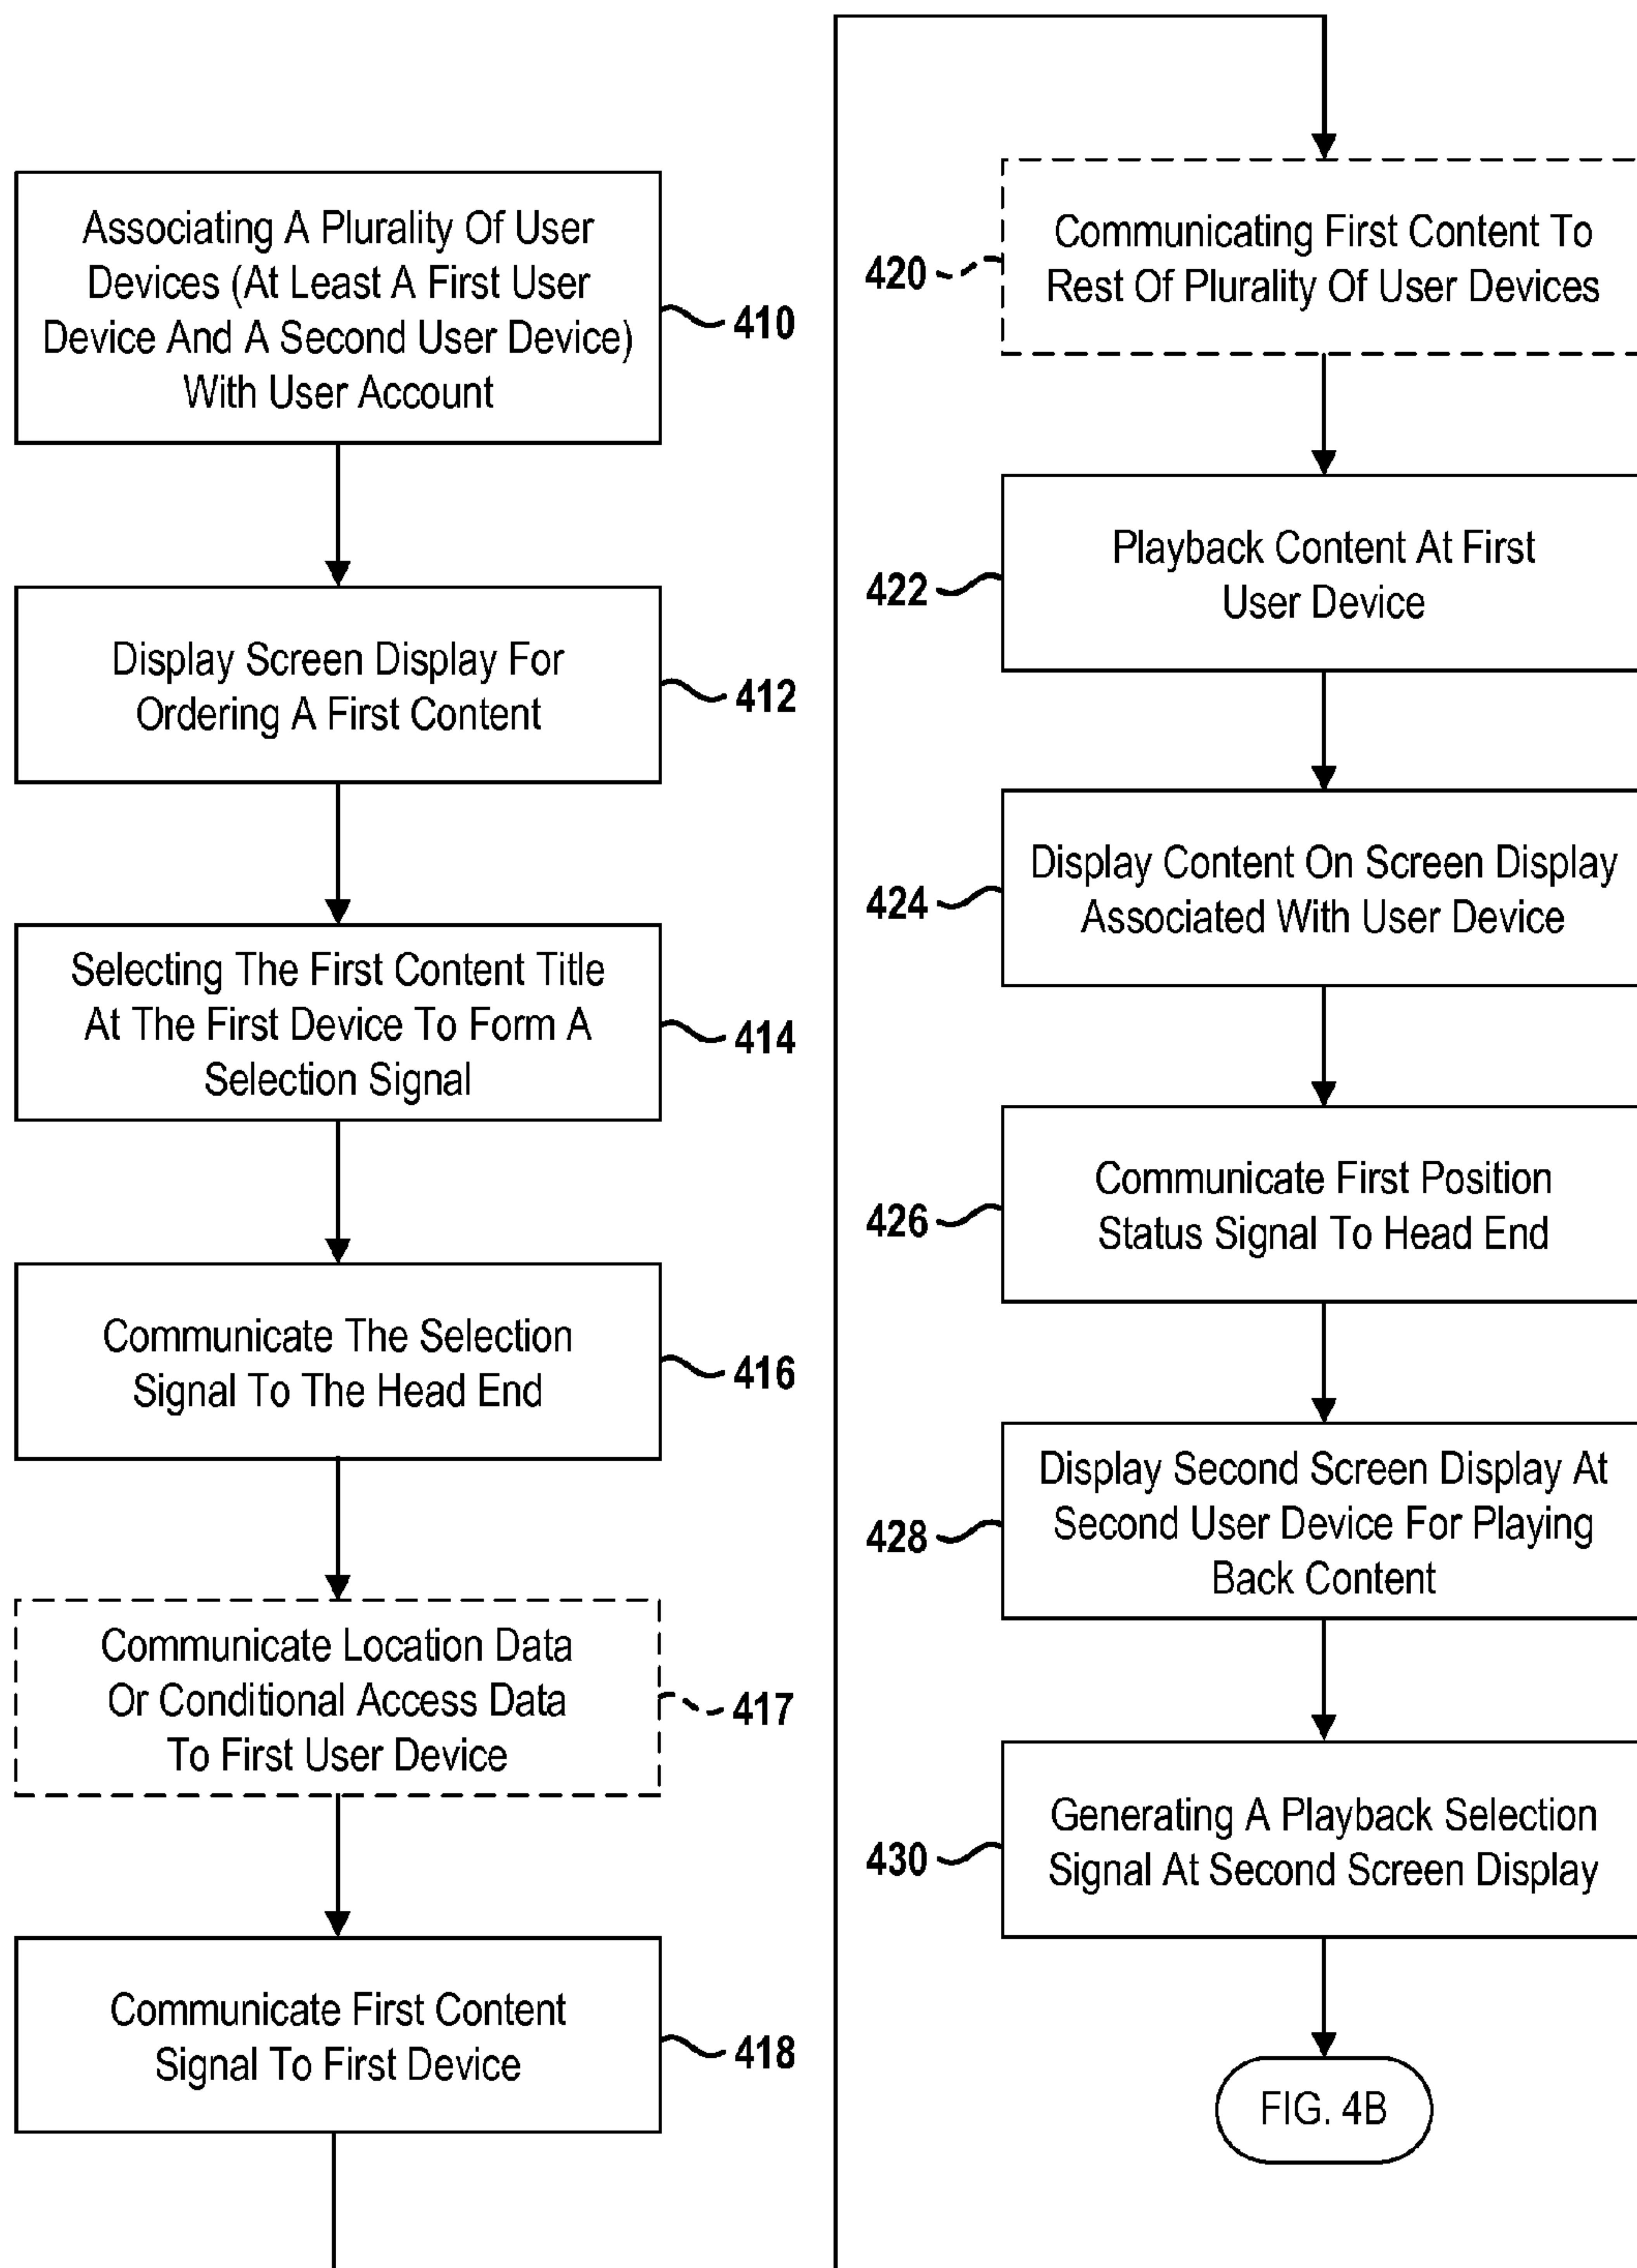 Associating A Plurality Of User
Devices (At Least A First User
Device And A Second User Device)
With User Account
410
Display Screen Display For
Ordering A First Content
412
Selecting The First Content Title
At The First Device To Form A
Selection Signal
414
Communicate The Selection
Signal To The Head End
416
Communicate Location Data
Or Conditional Access Data
To First User Device
417
Communicate First Content
Signal To First Device
418
Communicating First Content To
Rest Of Plurality Of User Devices
420
Playback Content At First
User Device
422
Display Content On Screen Display
Associated With User Device
424
Communicate First Position
Status Signal To Head End
426
Display Second Screen Display At
Second User Device For Playing
Back Content
428
Generating A Playback Selection
Signal At Second Screen Display
430
FIG. 4B